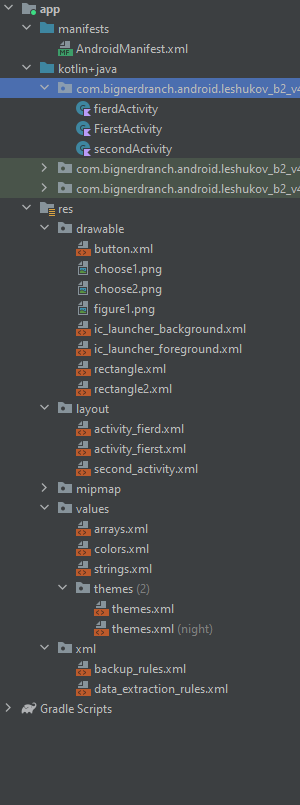 app
manifests
AndroidManifest.xml
kotlin+java
com.bignerdranch.android.leshukov_b2_v4
fierdActivity
FierstActivity
secondActivity
com.bignerdranch.android.leshukov_b2_v4
com.bignerdranch.android.leshukov_b2_v4
res
drawable
button.xml
choose1.png
choose2.png
figure1.png
ic_launcher_background.xml
ic_launcher_foreground.xml
rectangle.xml
rectangle2.xml
layout
activity_fierd.xml
activity_fierst.xml
second_activity.xml
mipmap
values
arrays.xml
colors.xml
strings.xml
themes (2)
themes.xml
themes.xml (night)
xml
backup_rules.xml
data_extraction_rules.xml
Gradle Scripts